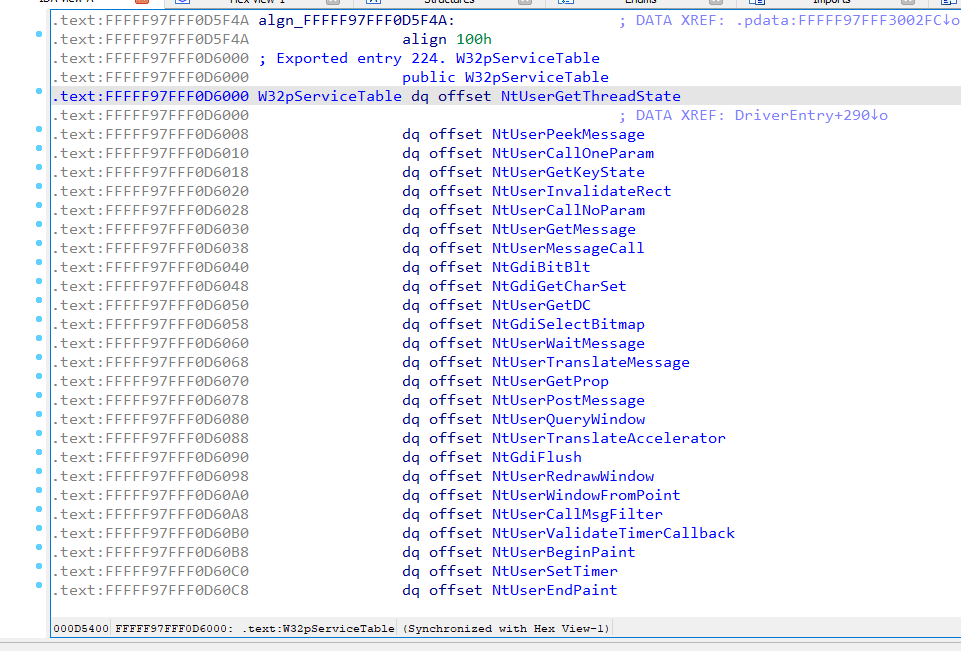 IDA View-A Hex View-1 Structures Enums Imports
.text:FFFFF97FFF0D5F4A algn_FFFFF97FFF0D5F4A: ; DATA XREF: .pdata:FFFFF97FFF3002FC↓o
.text:FFFFF97FFF0D5F4A align 100h
.text:FFFFF97FFF0D6000 ; Exported entry 224. W32pServiceTable
.text:FFFFF97FFF0D6000 public W32pServiceTable
.text:FFFFF97FFF0D6000 W32pServiceTable dq offset NtUserGetThreadState
.text:FFFFF97FFF0D6000 ; DATA XREF: DriverEntry+290↓o
.text:FFFFF97FFF0D6008 dq offset NtUserPeekMessage
.text:FFFFF97FFF0D6010 dq offset NtUserCallOneParam
.text:FFFFF97FFF0D6018 dq offset NtUserGetKeyState
.text:FFFFF97FFF0D6020 dq offset NtUserInvalidateRect
.text:FFFFF97FFF0D6028 dq offset NtUserCallNoParam
.text:FFFFF97FFF0D6030 dq offset NtUserGetMessage
.text:FFFFF97FFF0D6038 dq offset NtUserMessageCall
.text:FFFFF97FFF0D6040 dq offset NtGdiBitBlt
.text:FFFFF97FFF0D6048 dq offset NtGdiGetCharSet
.text:FFFFF97FFF0D6050 dq offset NtUserGetDC
.text:FFFFF97FFF0D6058 dq offset NtGdiSelectBitmap
.text:FFFFF97FFF0D6060 dq offset NtUserWaitMessage
.text:FFFFF97FFF0D6068 dq offset NtUserTranslateMessage
.text:FFFFF97FFF0D6070 dq offset NtUserGetProp
.text:FFFFF97FFF0D6078 dq offset NtUserPostMessage
.text:FFFFF97FFF0D6080 dq offset NtUserQueryWindow
.text:FFFFF97FFF0D6088 dq offset NtUserTranslateAccelerator
.text:FFFFF97FFF0D6090 dq offset NtGdiFlush
.text:FFFFF97FFF0D6098 dq offset NtUserRedrawWindow
.text:FFFFF97FFF0D60A0 dq offset NtUserWindowFromPoint
.text:FFFFF97FFF0D60A8 dq offset NtUserCallMsgFilter
.text:FFFFF97FFF0D60B0 dq offset NtUserValidateTimerCallback
.text:FFFFF97FFF0D60B8 dq offset NtUserBeginPaint
.text:FFFFF97FFF0D60C0 dq offset NtUserSetTimer
.text:FFFFF97FFF0D60C8 dq offset NtUserEndPaint
000D5400 FFFFF97FFF0D6000: .text:W32pServiceTable (Synchronized with Hex View-1)